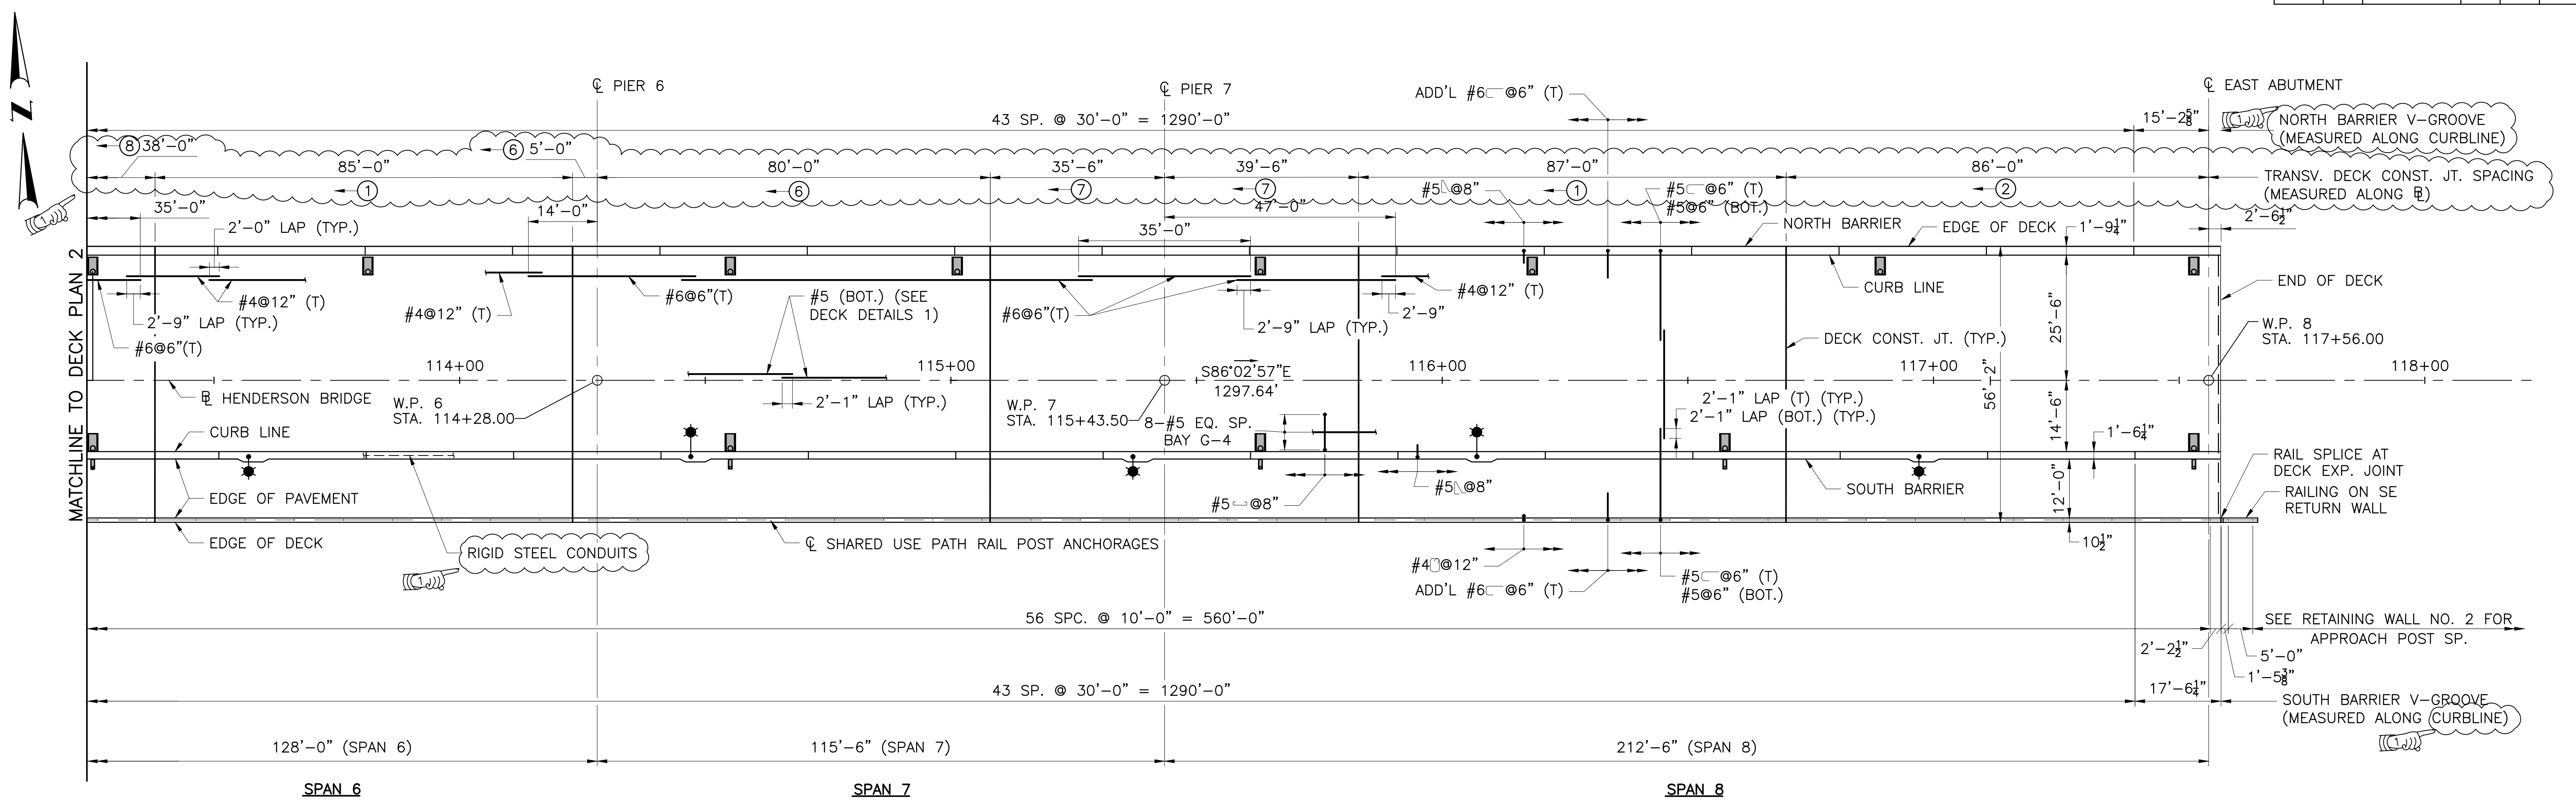 ℄ PIER 6
℄ PIER 7
℄ EAST ABUTMENT
N
ADD'L #6@6" (T)
43 SP. @ 30'-0" = 1290'-0"
15'-2⅝"
1
NORTH BARRIER V-GROOVE
(MEASURED ALONG CURBLINE)
8
38'-0"
6
5'-0"
85'-0"
80'-0"
35'-6"
39'-6"
87'-0"
86'-0"
1
6
7
7
#5@8"
1
#5@6" (T)
#5@6" (BOT.)
2
TRANSV. DECK CONST. JT. SPACING
(MEASURED ALONG ℄)
1
35'-0"
14'-0"
47'-0"
2'-6½"
2'-0" LAP (TYP.)
35'-0"
NORTH BARRIER
EDGE OF DECK
1'-9¼"
MATCHLINE TO DECK PLAN 2
#4@12" (T)
2'-9" LAP (TYP.)
#6@6"(T)
#4@12" (T)
#6@6"(T)
#5 (BOT.) (SEE
DECK DETAILS 1)
#6@6"(T)
2'-9" LAP (TYP.)
#4@12" (T)
2'-9"
CURB LINE
END OF DECK
25'-6"
DECK CONST. JT. (TYP.)
W.P. 8
STA. 117+56.00
114+00
115+00
S86°02'57"E
1297.64'
116+00
117+00
118+00
56'-2"
℄ HENDERSON BRIDGE
W.P. 6
STA. 114+28.00
2'-1" LAP (TYP.)
W.P. 7
STA. 115+43.50
8-#5 EQ. SP.
BAY G-4
2'-1" LAP (T) (TYP.)
2'-1" LAP (BOT.) (TYP.)
14'-6"
1'-6¼"
CURB LINE
EDGE OF PAVEMENT
EDGE OF DECK
RIGID STEEL CONDUITS
1
℄ SHARED USE PATH RAIL POST ANCHORAGES
#5@8"
#5@8"
SOUTH BARRIER
12'-0"
10½"
RAIL SPLICE AT
DECK EXP. JOINT
RAILING ON SE
RETURN WALL
#4@12"
ADD'L #6@6" (T)
#5@6" (T)
#5@6" (BOT.)
56 SPC. @ 10'-0" = 560'-0"
SEE RETAINING WALL NO. 2 FOR
APPROACH POST SP.
2'-2½"
5'-0"
1'-5⅜"
43 SP. @ 30'-0" = 1290'-0"
17'-6¼"
SOUTH BARRIER V-GROOVE
(MEASURED ALONG CURBLINE)
1
128'-0" (SPAN 6)
115'-6" (SPAN 7)
212'-6" (SPAN 8)
SPAN 6
SPAN 7
SPAN 8